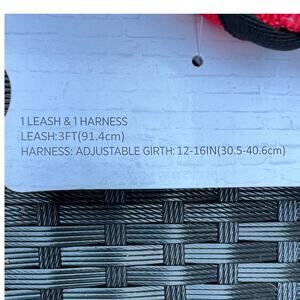 1 LEASH & 1 HARNESS
LEASH:3FT(91.4cm)
HARNESS: ADJUSTABLE GIRTH: 12-16IN(30.5-40.6cm)